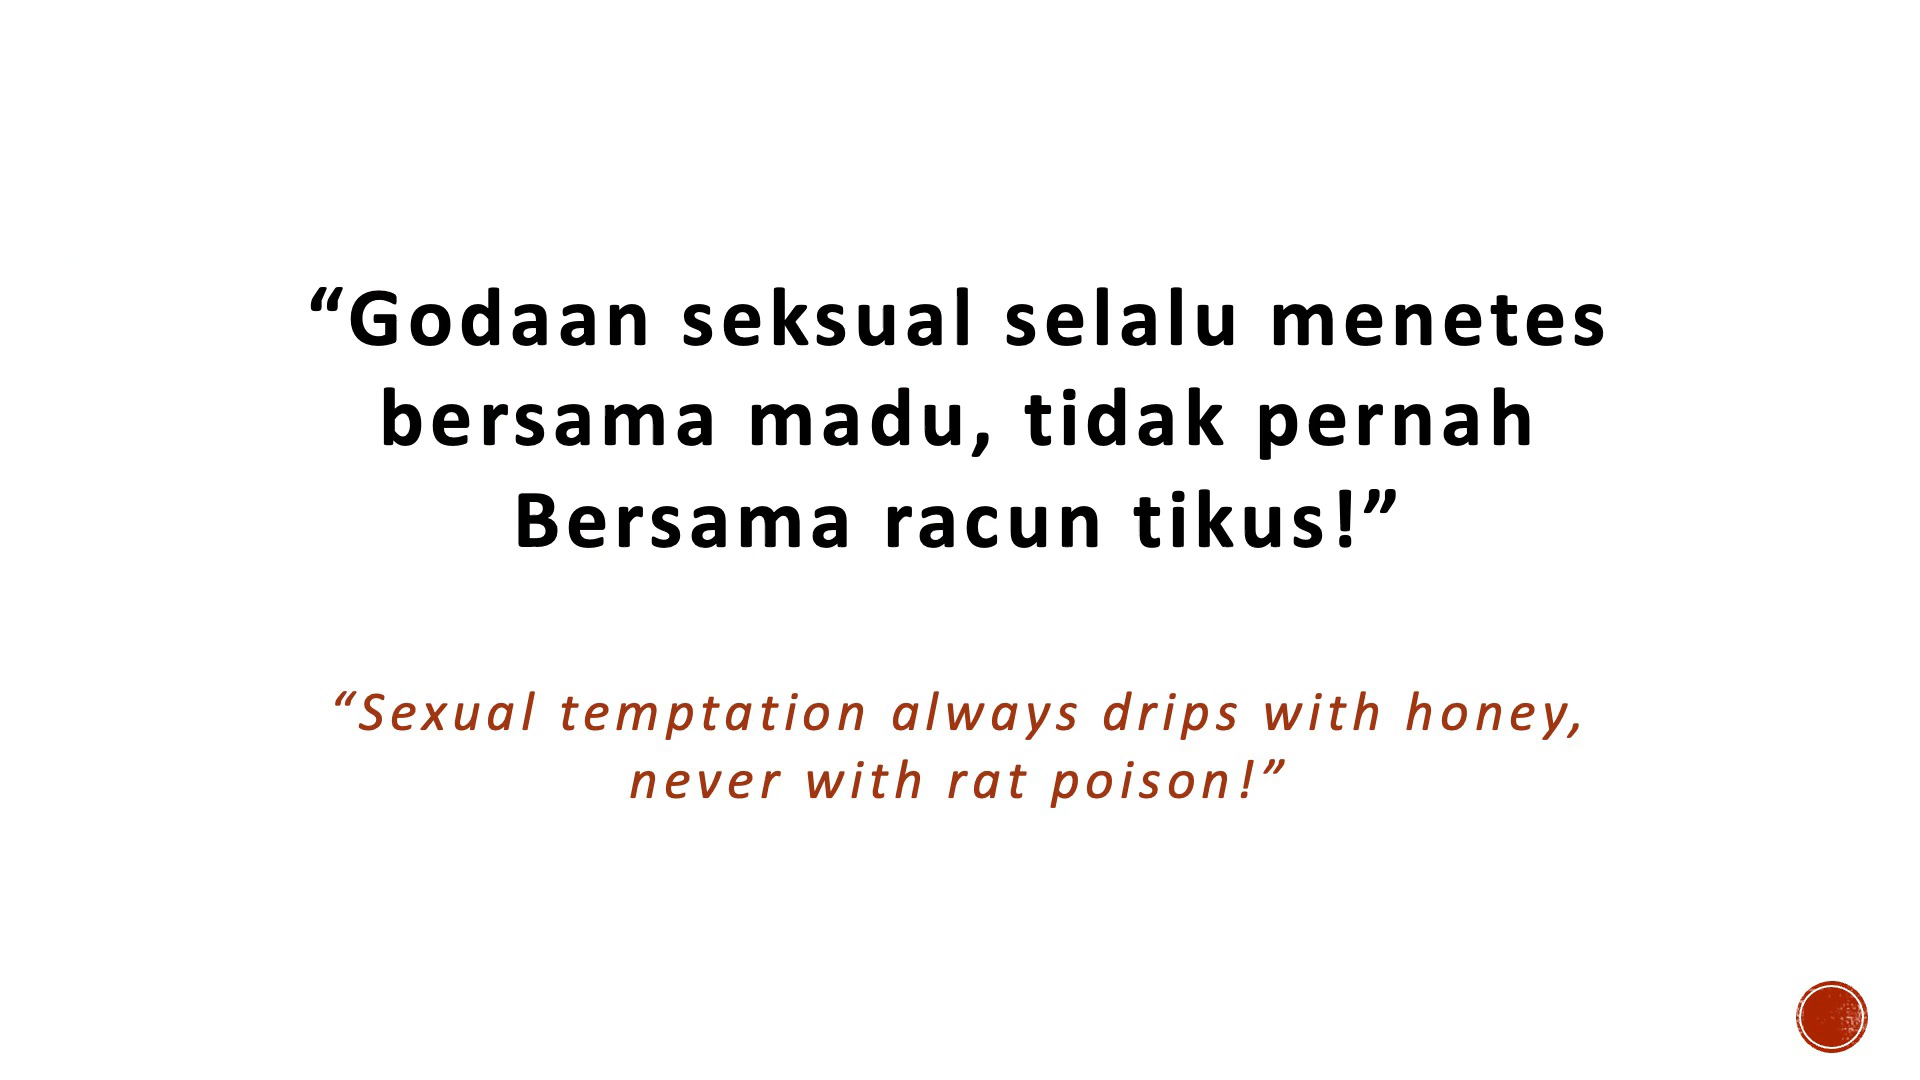 “Godaan seksual selalu menetes
bersama madu, tidak pernah
Bersama racun tikus!”
“Sexual temptation always drips with honey,
never with rat poison!”